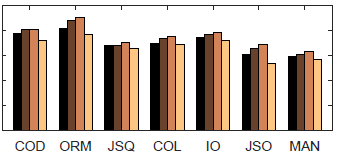 COD ORM JSQ COL IO JSO MAN